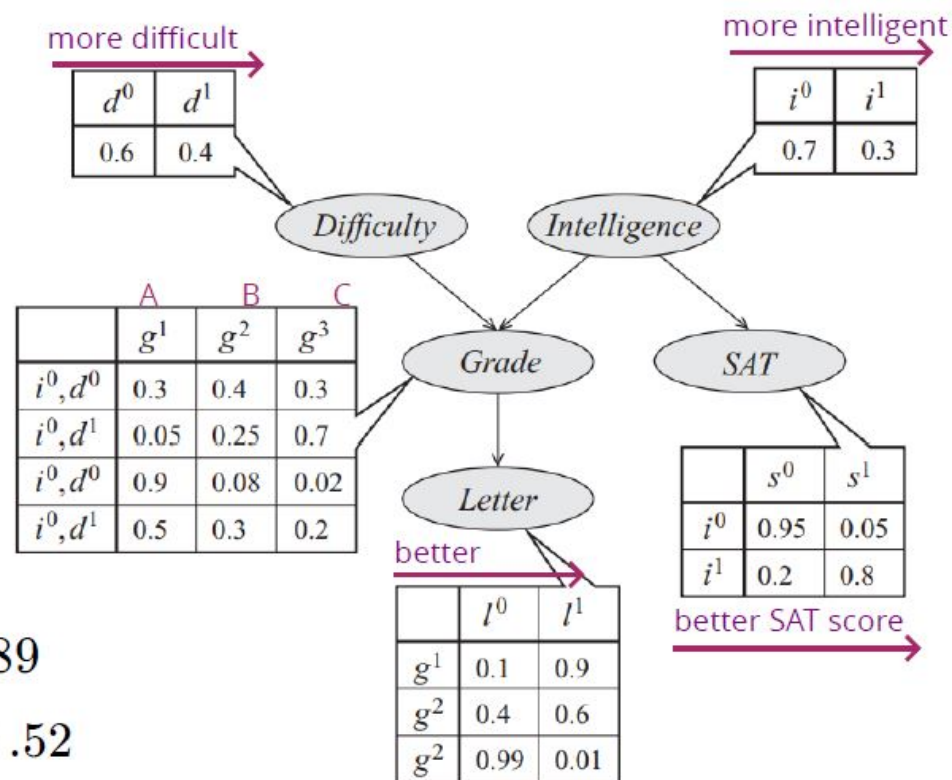 more difficult
d⁰ d¹
0.6 0.4
more intelligent
i⁰ i¹
0.7 0.3
Difficulty
Intelligence
A B C
g¹ g² g³
i⁰,d⁰ 0.3 0.4 0.3
i⁰,d¹ 0.05 0.25 0.7
i⁰,d⁰ 0.9 0.08 0.02
i⁰,d¹ 0.5 0.3 0.2
Grade
SAT
Letter
s⁰ s¹
i⁰ 0.95 0.05
i¹ 0.2 0.8
better SAT score
better
l⁰ l¹
g¹ 0.1 0.9
g² 0.4 0.6
g² 0.99 0.01
89
.52